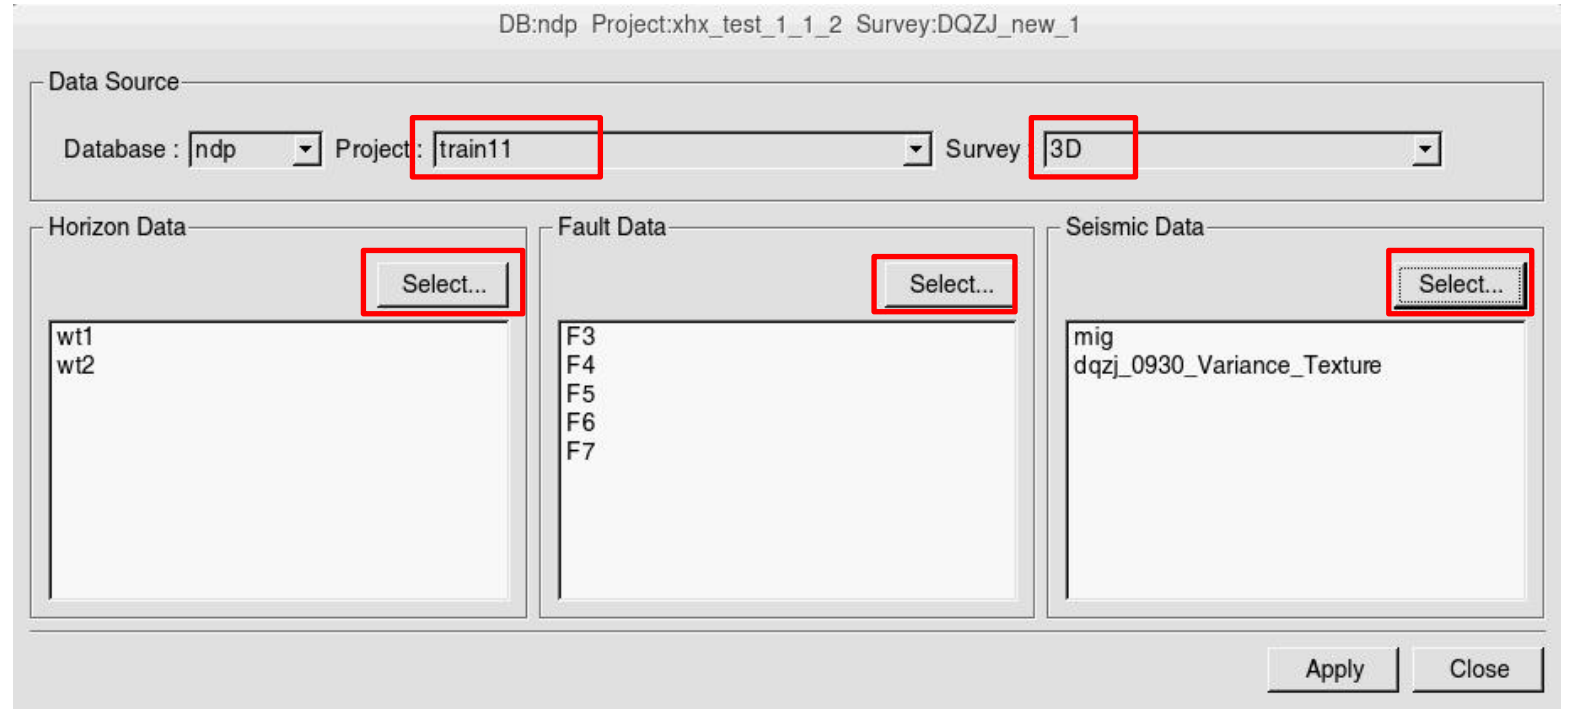 DB:ndp Project:xhx_test_1_1_2 Survey:DQZJ_new_1
Data Source
Database : ndp Project : train11 Survey : 3D
Horizon Data
Select...
wt1
wt2
Fault Data
Select...
F3
F4
F5
F6
F7
Seismic Data
Select...
mig
dqzj_0930_Variance_Texture
Apply Close